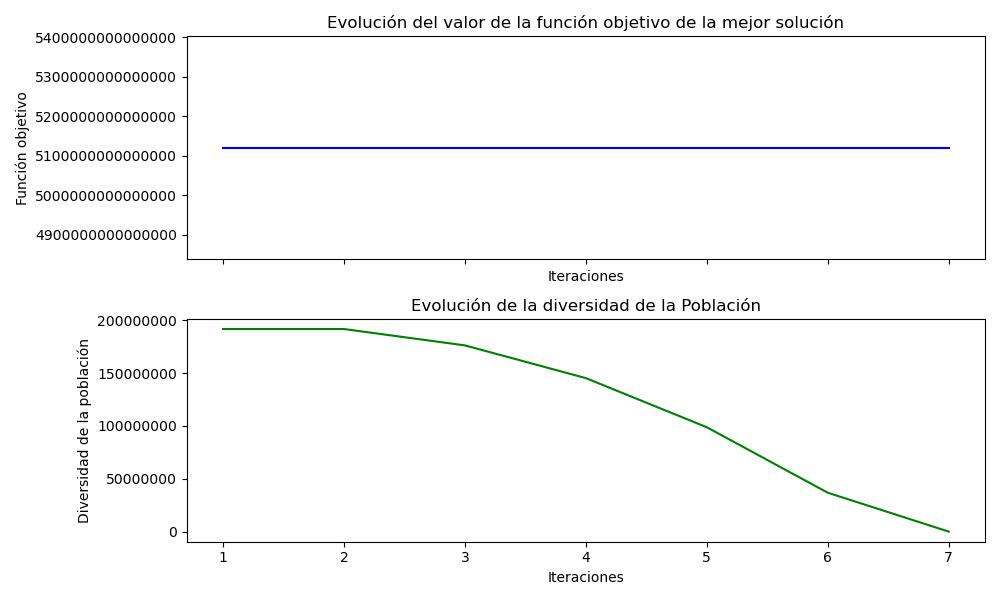 Evolución del valor de la función objetivo de la mejor solución
5400000000000000
5300000000000000
5200000000000000
5100000000000000
5000000000000000
4900000000000000
Función objetivo
Iteraciones
Evolución de la diversidad de la Población
200000000
150000000
100000000
50000000
0
Diversidad de la población
1 2 3 4 5 6 7
Iteraciones